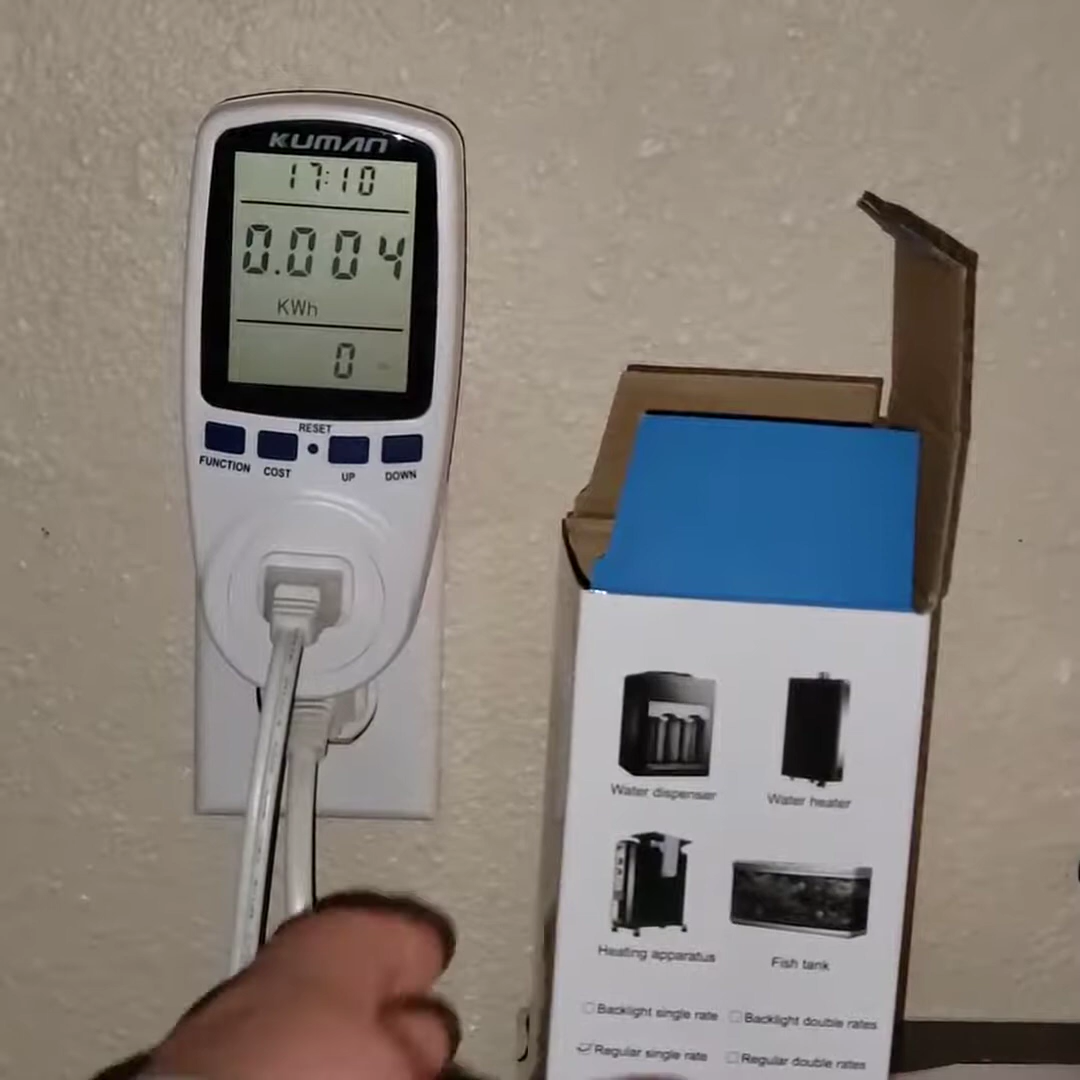 KUMAN
17:10
0.004
KWh
0
RESET
FUNCTION COST UP DOWN
Water dispenser Water heater
Heating apparatus Fish tank
Backlight single rate Backlight double rates
Regular single rate Regular double rates